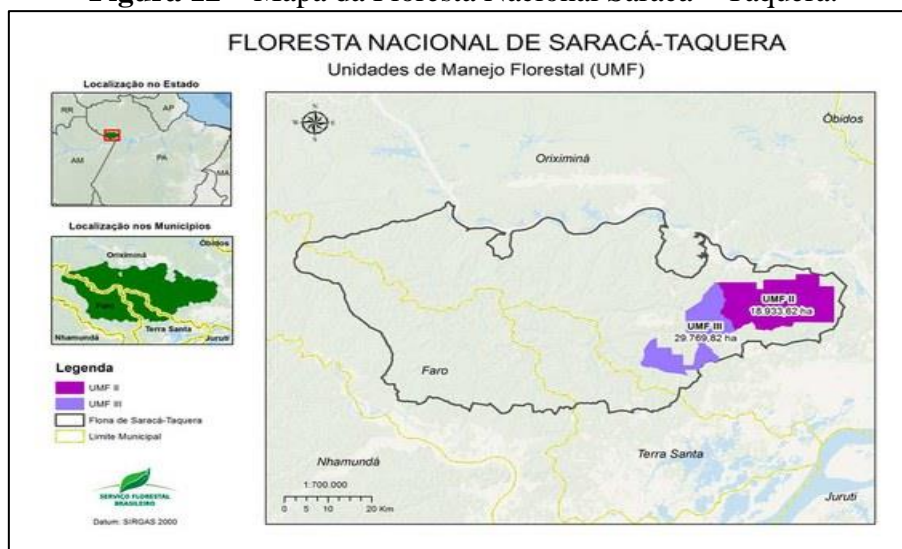 Mapa da Floresta Nacional Saracá – Taquera.
FLORESTA NACIONAL DE SARACÁ-TAQUERA
Unidades de Manejo Florestal (UMF)
Localização no Estado
RR
AP
AM
PA
MA
Localização nos Municípios
Óbidos
Oriximiná
Faro
Terra Santa
Nhamundá
Juruti
Legenda
UMF II
UMF III
Flona de Saracá-Taquera
Limite Municipal
SERVIÇO FLORESTAL
BRASILEIRO
Datum: SIRGAS 2000
N
Óbidos
Oriximiná
UMF II
18.933,62 ha
UMF III
29.769,82 ha
Faro
Terra Santa
Nhamundá
Juruti
1:700.000
0 5 10 20 Km